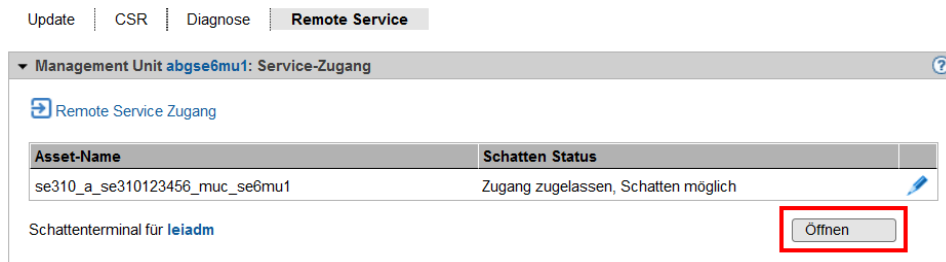 Update CSR Diagnose Remote Service
Management Unit abgse6mu1: Service-Zugang ?
Remote Service Zugang
Asset-Name Schatten Status
se310_a_se310123456_muc_se6mu1 Zugang zugelassen, Schatten möglich
Schattenterminal für leiadm Öffnen